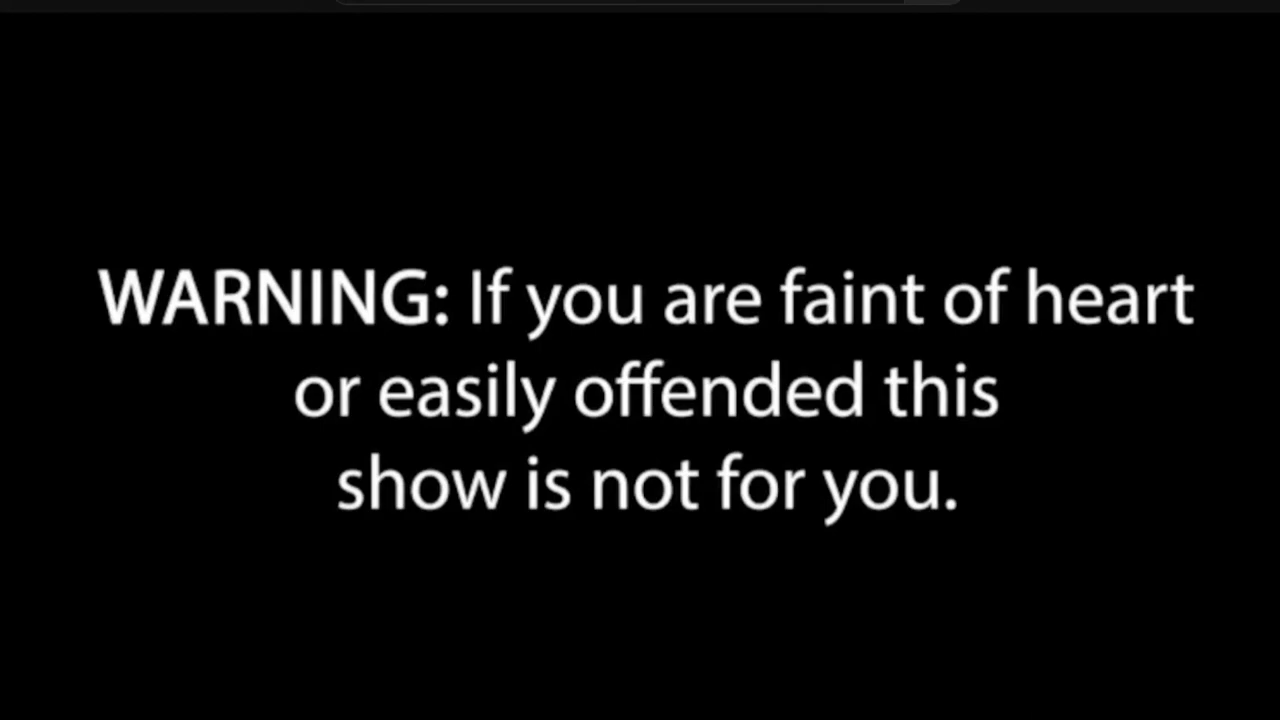 WARNING: If you are faint of heart
or easily offended this
show is not for you.